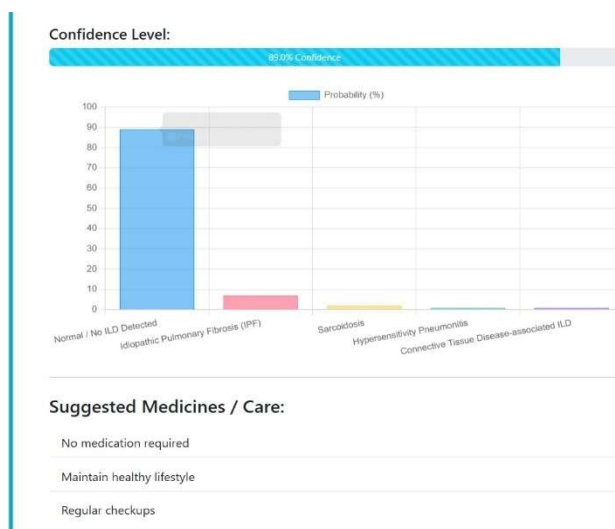 Confidence Level:
89.0% Confidence
Probability (%)
100
90
80
70
60
50
40
30
20
10
0
Normal / No ILD Detected
Idiopathic Pulmonary Fibrosis (IPF)
Sarcoidosis
Hypersensitivity Pneumonitis
Connective Tissue Disease-associated ILD
Suggested Medicines / Care:
No medication required
Maintain healthy lifestyle
Regular checkups